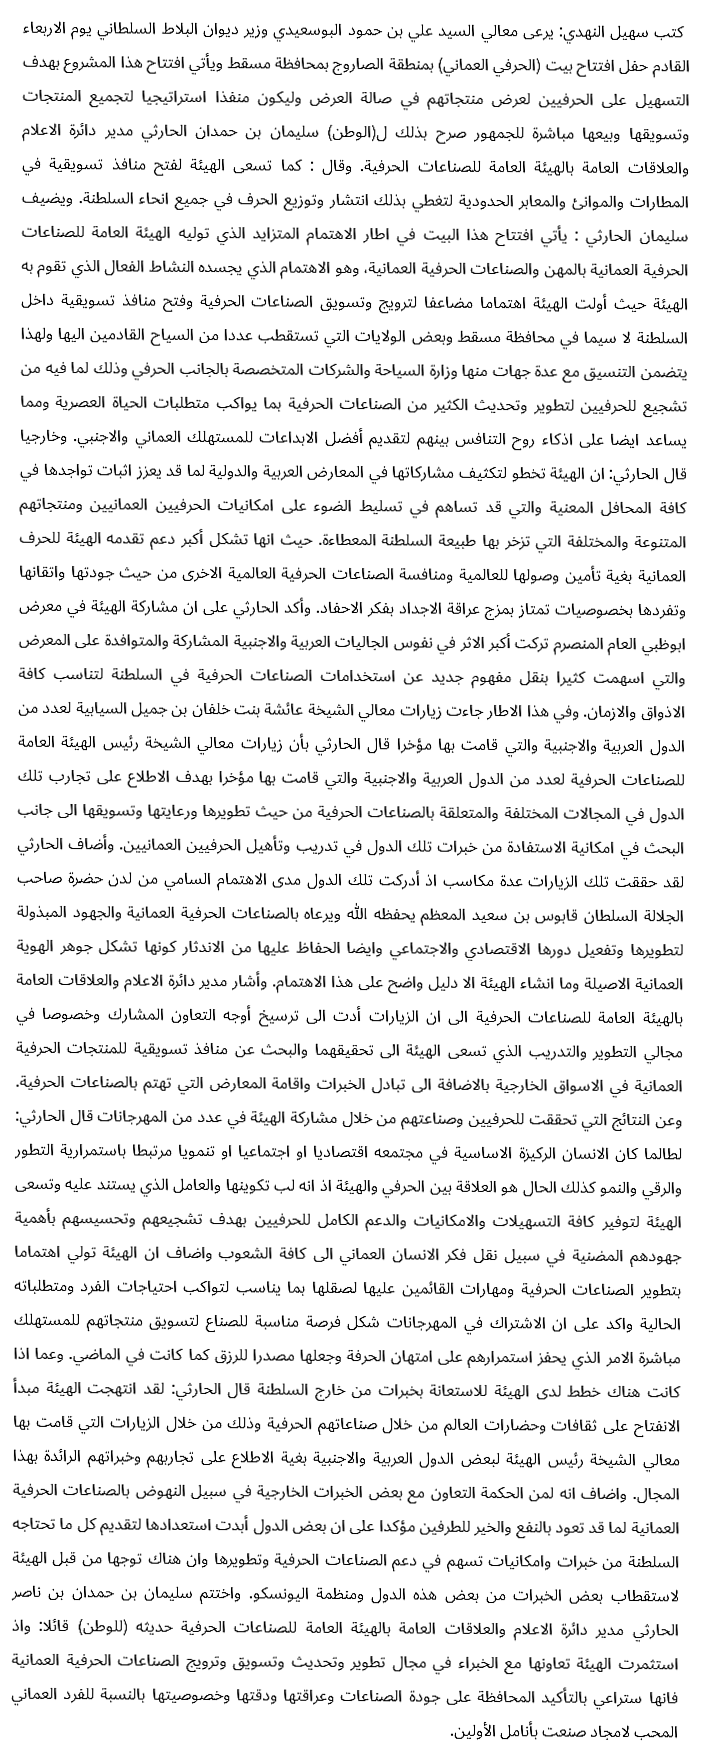 كتب سهيل النهدي: يرعى معالي السيد علي بن حمود البوسعيدي وزير ديوان البلاط السلطاني يوم الاربعاء
القادم حفل افتتاح بيت (الحرفي العماني) بمنطقة الصاروج بمحافظة مسقط ويأتي افتتاح هذا المشروع بهدف
التسهيل على الحرفيين لعرض منتجاتهم في صالة العرض وليكون منفذا استراتيجيا لتجميع المنتجات
وتسويقها وبيعها مباشرة للجمهور صرح بذلك ل(الوطن) سليمان بن حمدان الحارثي مدير دائرة الاعلام
والعلاقات العامة بالهيئة العامة للصناعات الحرفية. وقال : كما تسعى الهيئة لفتح منافذ تسويقية في
المطارات والموانئ والمعابر الحدودية لتغطي بذلك انتشار وتوزيع الحرف في جميع انحاء السلطنة. ويضيف
سليمان الحارثي : يأتي افتتاح هذا البيت في اطار الاهتمام المتزايد الذي توليه الهيئة العامة للصناعات
الحرفية العمانية بالمهن والصناعات الحرفية العمانية، وهو الاهتمام الذي يجسده النشاط الفعال الذي تقوم به
الهيئة حيث أولت الهيئة اهتماما مضاعفا لترويج وتسويق الصناعات الحرفية وفتح منافذ تسويقية داخل
السلطنة لا سيما في محافظة مسقط وبعض الولايات التي تستقطب عددا من السياح القادمين اليها ولهذا
يتضمن التنسيق مع عدة جهات منها وزارة السياحة والشركات المتخصصة بالجانب الحرفي وذلك لما فيه من
تشجيع للحرفيين لتطوير وتحديث الكثير من الصناعات الحرفية بما يواكب متطلبات الحياة العصرية ومما
يساعد ايضا على اذكاء روح التنافس بينهم لتقديم أفضل الابداعات للمستهلك العماني والاجنبي. وخارجيا
قال الحارثي: ان الهيئة تخطو لتكثيف مشاركاتها في المعارض العربية والدولية لما قد يعزز اثبات تواجدها في
كافة المحافل المعنية والتي قد تساهم في تسليط الضوء على امكانيات الحرفيين العمانيين ومنتجاتهم
المتنوعة والمختلفة التي تزخر بها طبيعة السلطنة المعطاءة. حيث انها تشكل أكبر دعم تقدمه الهيئة للحرف
العمانية بغية تأمين وصولها للعالمية ومنافسة الصناعات الحرفية العالمية الاخرى من حيث جودتها واتقانها
وتفردها بخصوصيات تمتاز بمزج عراقة الاجداد بفكر الاحفاد. وأكد الحارثي على ان مشاركة الهيئة في معرض
ابوظبي العام المنصرم تركت أكبر الاثر في نفوس الجاليات العربية والاجنبية المشاركة والمتوافدة على المعرض
والتي اسهمت كثيرا بنقل مفهوم جديد عن استخدامات الصناعات الحرفية في السلطنة لتناسب كافة
الاذواق والازمان. وفي هذا الاطار جاءت زيارات معالي الشيخة عائشة بنت خلفان بن جميل السيابية لعدد من
الدول العربية والاجنبية والتي قامت بها مؤخرا قال الحارثي بأن زيارات معالي الشيخة رئيس الهيئة العامة
للصناعات الحرفية لعدد من الدول العربية والاجنبية والتي قامت بها مؤخرا بهدف الاطلاع على تجارب تلك
الدول في المجالات المختلفة والمتعلقة بالصناعات الحرفية من حيث تطويرها ورعايتها وتسويقها الى جانب
البحث في امكانية الاستفادة من خبرات تلك الدول في تدريب وتأهيل الحرفيين العمانيين. وأضاف الحارثي
لقد حققت تلك الزيارات عدة مكاسب اذ أدركت تلك الدول مدى الاهتمام السامي من لدن حضرة صاحب
الجلالة السلطان قابوس بن سعيد المعظم يحفظه الله ويرعاه بالصناعات الحرفية العمانية والجهود المبذولة
لتطويرها وتفعيل دورها الاقتصادي والاجتماعي وايضا الحفاظ عليها من الاندثار كونها تشكل جوهر الهوية
العمانية الاصيلة وما انشاء الهيئة الا دليل واضح على هذا الاهتمام. وأشار مدير دائرة الاعلام والعلاقات العامة
بالهيئة العامة للصناعات الحرفية الى ان الزيارات أدت الى ترسيخ أوجه التعاون المشارك وخصوصا في
مجالي التطوير والتدريب الذي تسعى الهيئة الى تحقيقهما والبحث عن منافذ تسويقية للمنتجات الحرفية
العمانية في الاسواق الخارجية بالاضافة الى تبادل الخبرات واقامة المعارض التي تهتم بالصناعات الحرفية.
وعن النتائج التي تحققت للحرفيين وصناعتهم من خلال مشاركة الهيئة في عدد من المهرجانات قال الحارثي:
لطالما كان الانسان الركيزة الاساسية في مجتمعه اقتصاديا او اجتماعيا او تنمويا مرتبطا باستمرارية التطور
والرقي والنمو كذلك الحال هو العلاقة بين الحرفي والهيئة اذ انه لب تكوينها والعامل الذي يستند عليه وتسعى
الهيئة لتوفير كافة التسهيلات والامكانيات والدعم الكامل للحرفيين بهدف تشجيعهم وتحسيسهم بأهمية
جهودهم المضنية في سبيل نقل فكر الانسان العماني الى كافة الشعوب واضاف ان الهيئة تولي اهتماما
بتطوير الصناعات الحرفية ومهارات القائمين عليها لصقلها بما يناسب لتواكب احتياجات الفرد ومتطلباته
الحالية واكد على ان الاشتراك في المهرجانات شكل فرصة مناسبة للصناع لتسويق منتجاتهم للمستهلك
مباشرة الامر الذي يحفز استمرارهم على امتهان الحرفة وجعلها مصدرا للرزق كما كانت في الماضي. وعما اذا
كانت هناك خطط لدى الهيئة للاستعانة بخبرات من خارج السلطنة قال الحارثي: لقد انتهجت الهيئة مبدأ
الانفتاح على ثقافات وحضارات العالم من خلال صناعاتهم الحرفية وذلك من خلال الزيارات التي قامت بها
معالي الشيخة رئيس الهيئة لبعض الدول العربية والاجنبية بغية الاطلاع على تجاربهم وخبراتهم الرائدة بهذا
المجال. واضاف انه لمن الحكمة التعاون مع بعض الخبرات الخارجية في سبيل النهوض بالصناعات الحرفية
العمانية لما قد تعود بالنفع والخير للطرفين مؤكدا على ان بعض الدول أبدت استعدادها لتقديم كل ما تحتاجه
السلطنة من خبرات وامكانيات تسهم في دعم الصناعات الحرفية وتطويرها وان هناك توجها من قبل الهيئة
لاستقطاب بعض الخبرات من بعض هذه الدول ومنظمة اليونسكو. واختتم سليمان بن حمدان بن ناصر
الحارثي مدير دائرة الاعلام والعلاقات العامة بالهيئة العامة للصناعات الحرفية حديثه (للوطن) قائلا: واذ
استثمرت الهيئة تعاونها مع الخبراء في مجال تطوير وتحديث وتسويق وترويج الصناعات الحرفية العمانية
فانها ستراعي بالتأكيد المحافظة على جودة الصناعات وعراقتها ودقتها وخصوصيتها بالنسبة للفرد العماني
المحب لامجاد صنعت بأنامل الأولين.